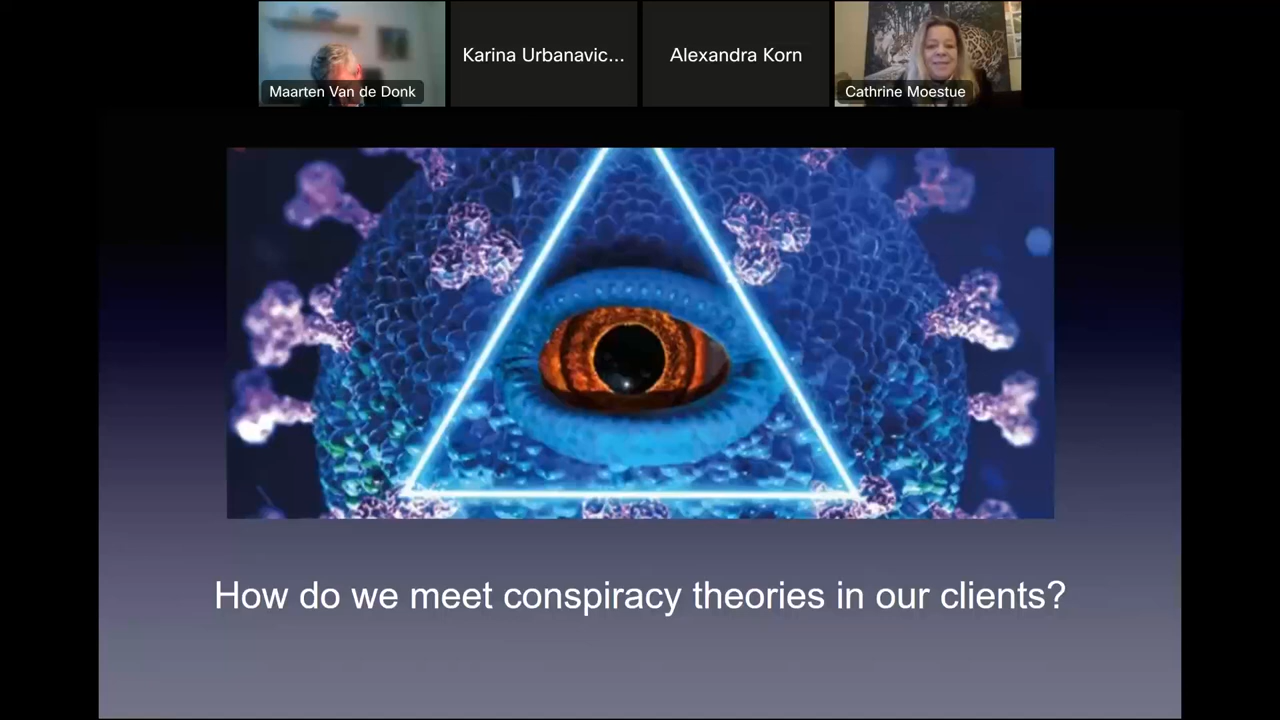 Maarten Van de Donk
Karina Urbanavic...
Alexandra Korn
Cathrine Moestue
How do we meet conspiracy theories in our clients?